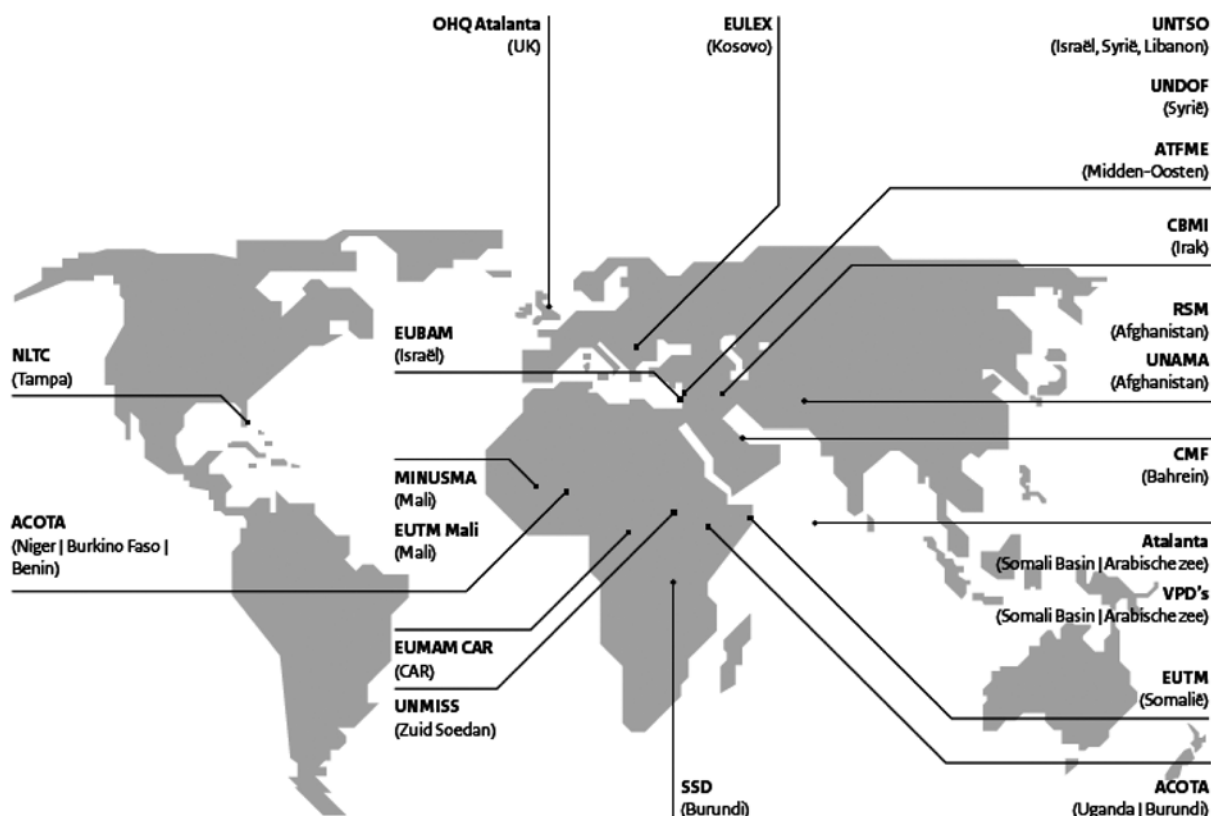 OHQ Atalanta
(UK)
EULEX
(Kosovo)
UNTSO
(Israël, Syrië, Libanon)
UNDOF
(Syrië)
ATFME
(Midden-Oosten)
CBMI
(Irak)
RSM
(Afghanistan)
UNAMA
(Afghanistan)
CMF
(Bahrein)
Atalanta
(Somali Basin | Arabische zee)
VPD's
(Somali Basin | Arabische zee)
EUTM
(Somalië)
ACOTA
(Uganda | Burundi)
NLTC
(Tampa)
EUBAM
(Israël)
MINUSMA
(Mali)
EUTM Mali
(Mali)
ACOTA
(Niger | Burkino Faso |
Benin)
EUMAM CAR
(CAR)
UNMISS
(Zuid Soedan)
SSD
(Burundi)